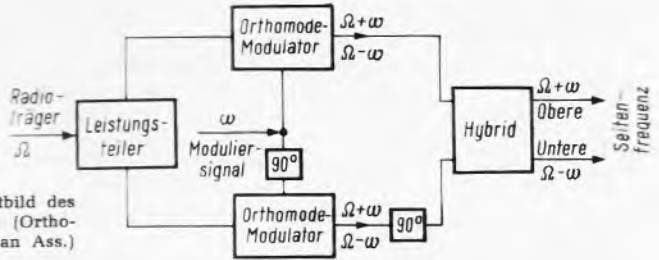 Orthomode-
Modulator
Ω+ω
Ω-ω
Radio-
träger
Ω
Leistungs-
teiler
ω
Modulier-
signal
90°
Hybrid
Ω+ω
Obere
Untere
Ω-ω
Seiten-
frequenz
Orthomode-
Modulator
Ω+ω
Ω-ω
90°
tbild des
(Ortho-
an Ass.)